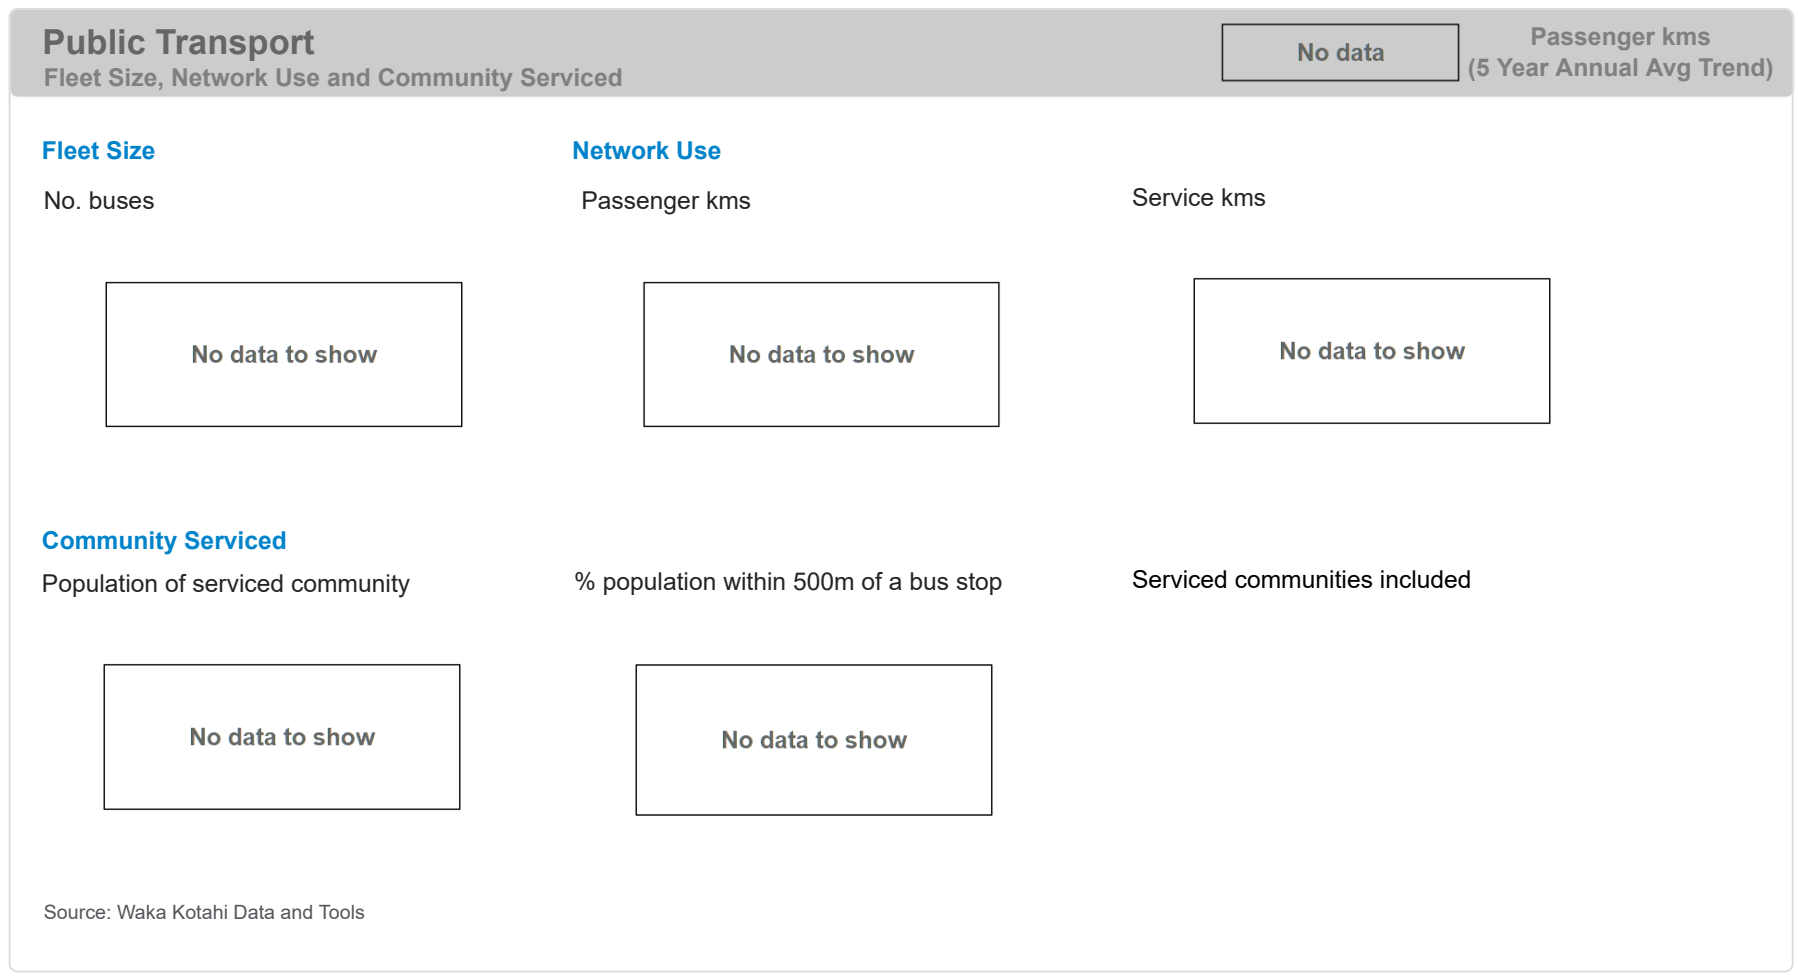 Public Transport
Fleet Size, Network Use and Community Serviced
No data
Passenger kms
(5 Year Annual Avg Trend)
Fleet Size
Network Use
No. buses
Passenger kms
Service kms
No data to show
No data to show
No data to show
Community Serviced
Population of serviced community
% population within 500m of a bus stop
Serviced communities included
No data to show
No data to show
Source: Waka Kotahi Data and Tools